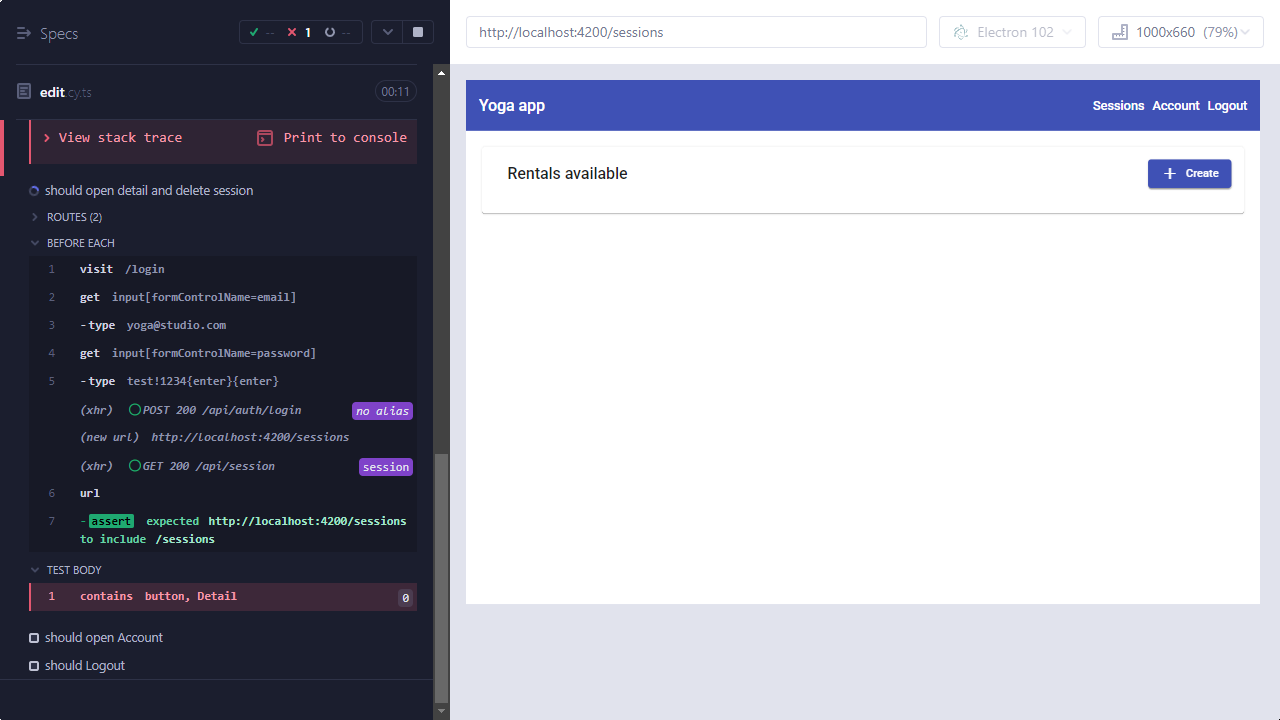 Specs
-- 1 --
http://localhost:4200/sessions
Electron 102
1000x660 (79%)
edit.cy.ts
00:11
View stack trace
Print to console
should open detail and delete session
ROUTES (2)
BEFORE EACH
1 visit /login
2 get input[formControlName=email]
3 -type yoga@studio.com
4 get input[formControlName=password]
5 -type test!1234{enter}{enter}
(xhr) POST 200 /api/auth/login no alias
(new url) http://localhost:4200/sessions
(xhr) GET 200 /api/session session
6 url
7 -assert expected http://localhost:4200/sessions
to include /sessions
TEST BODY
1 contains button, Detail 0
should open Account
should Logout
Yoga app
Sessions Account Logout
Rentals available
Create